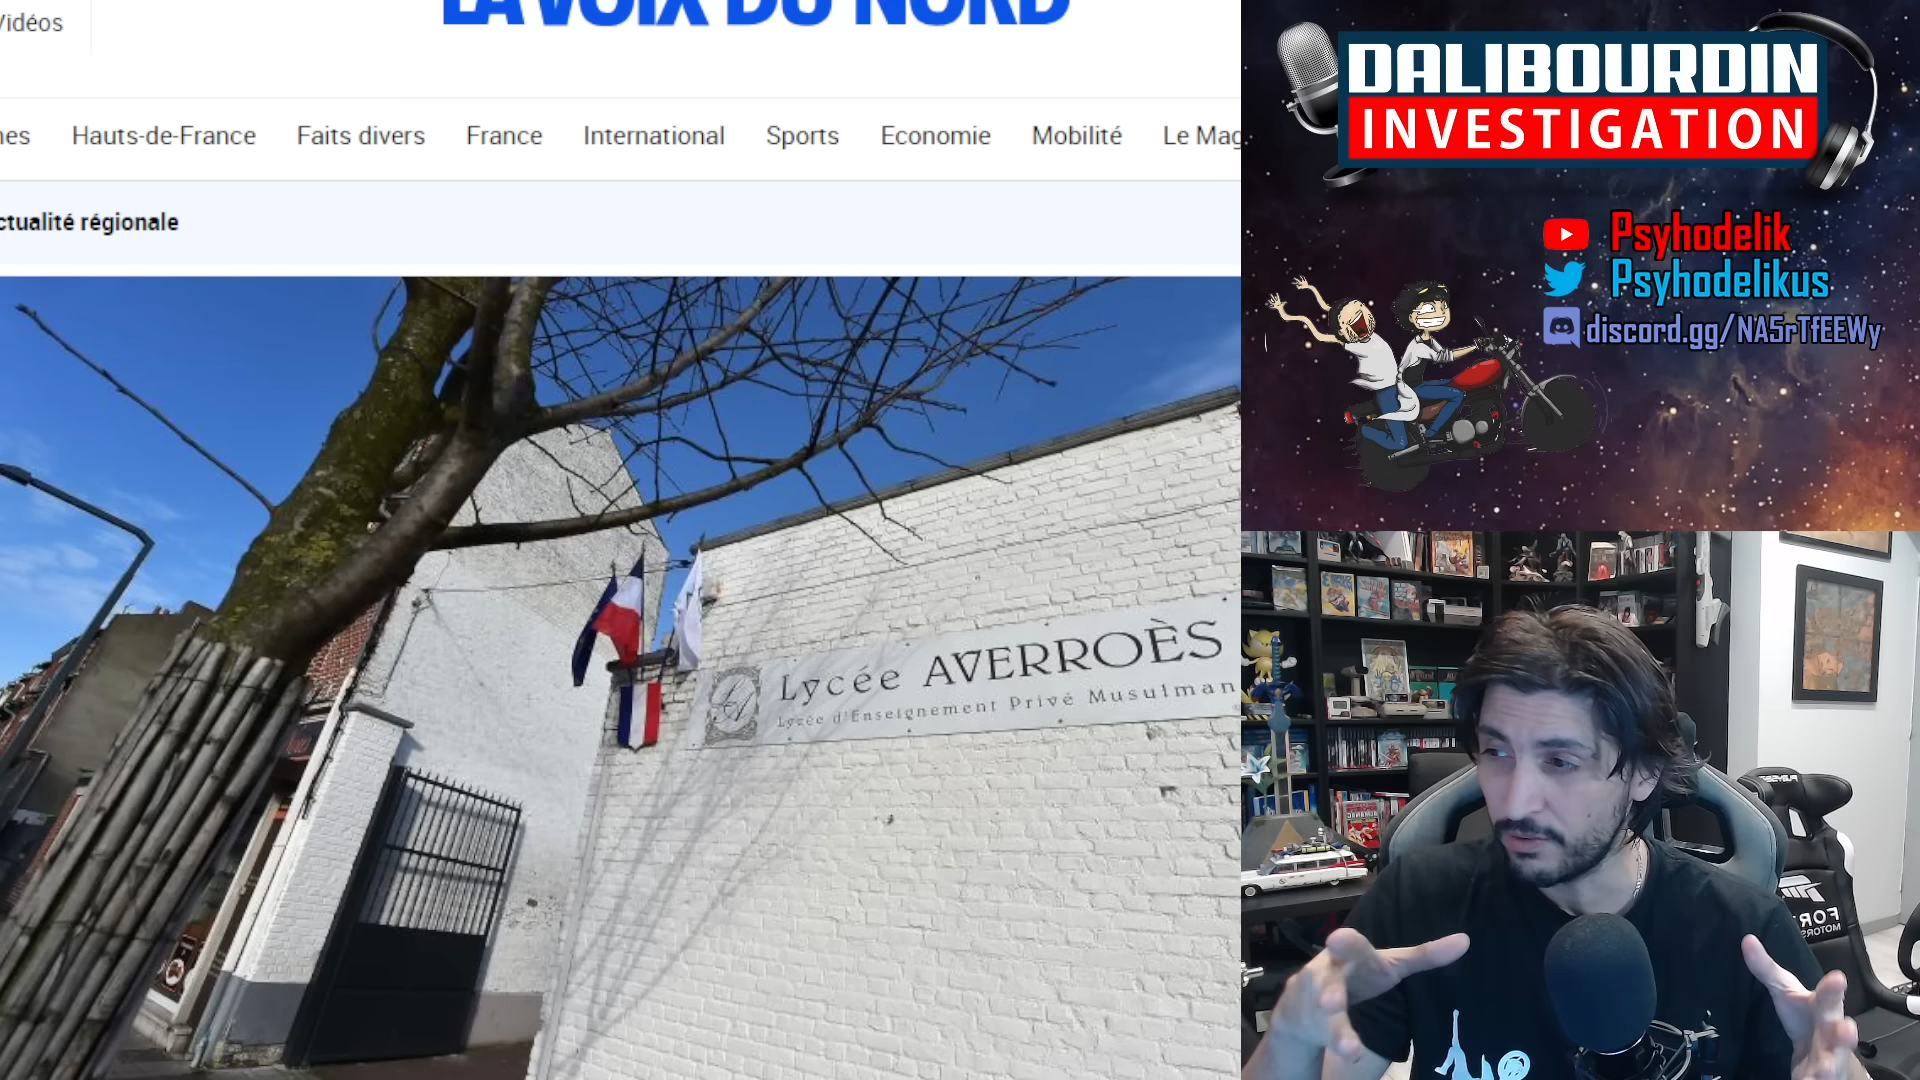 Vidéos
LA VOIX DU NORD
Hauts-de-France Faits divers France International Sports Economie Mobilité Le Mag
ctualité régionale
Lycée AVERROÈS
Lycée d'Enseignement Privé Musulman
DALIBOURDIN
INVESTIGATION
Psyhodelik
Psyhodelikus
discord.gg/NA5rTfEEWy